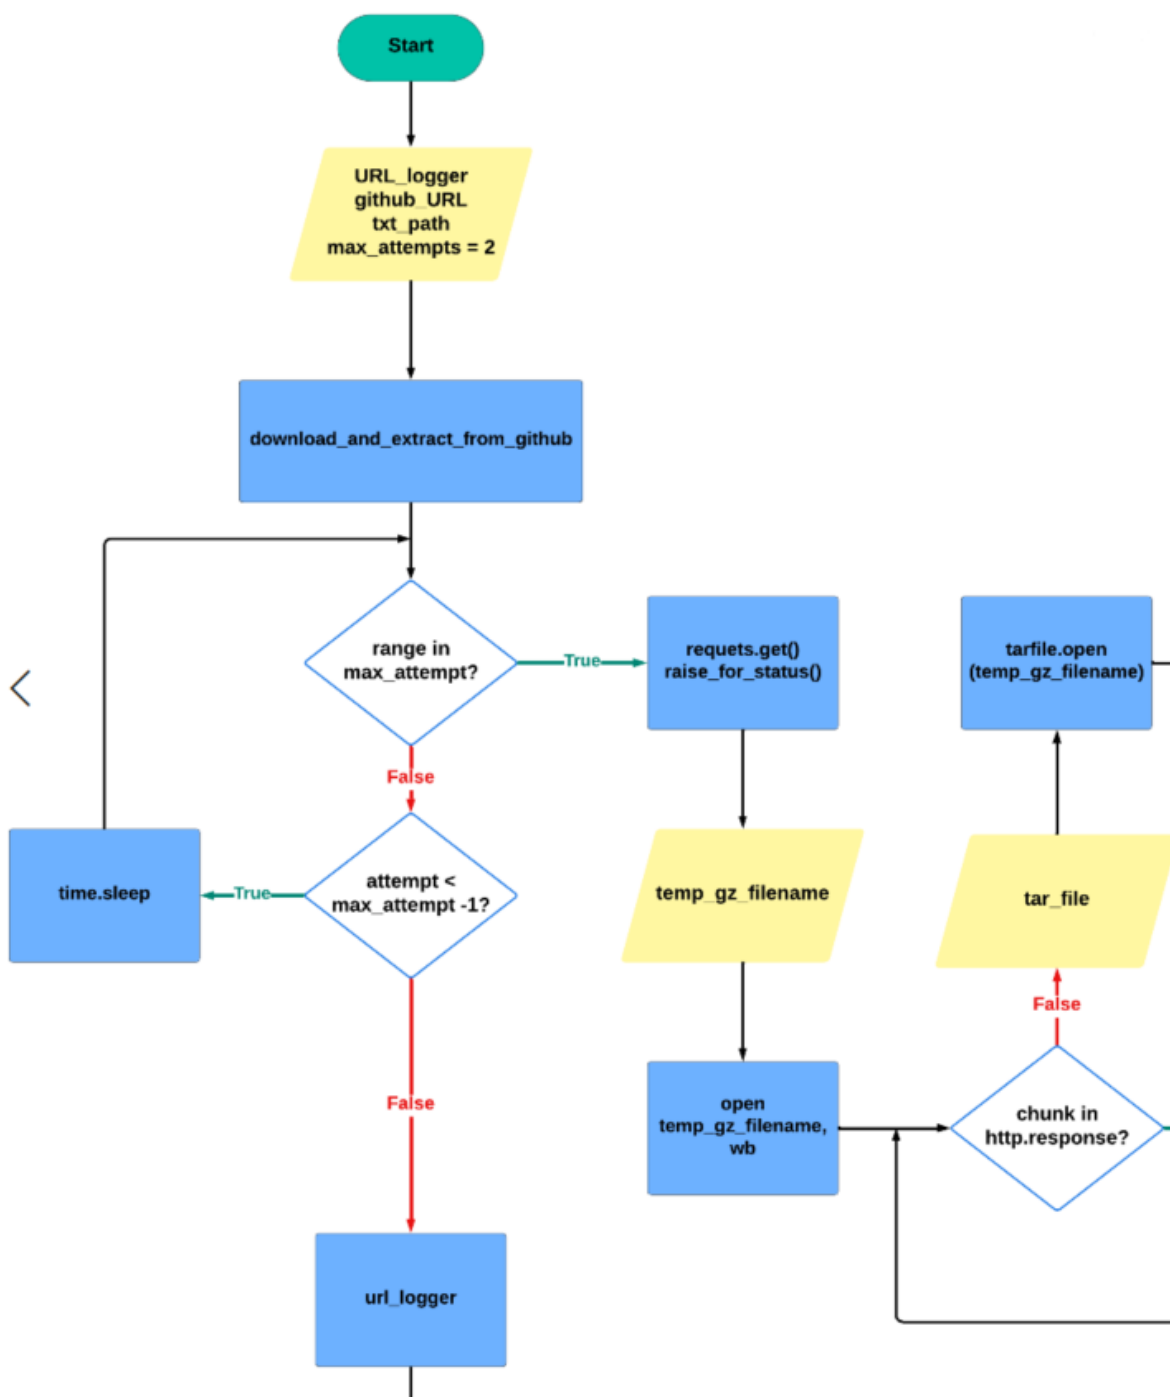 Start
URL_logger
github_URL
txt_path
max_attempts = 2
download_and_extract_from_github
range in
max_attempt?
True
requets.get()
raise_for_status()
tarfile.open
(temp_gz_filename)
False
time.sleep
True
attempt <
max_attempt -1?
temp_gz_filename
tar_file
False
False
open
temp_gz_filename,
wb
chunk in
http.response?
url_logger